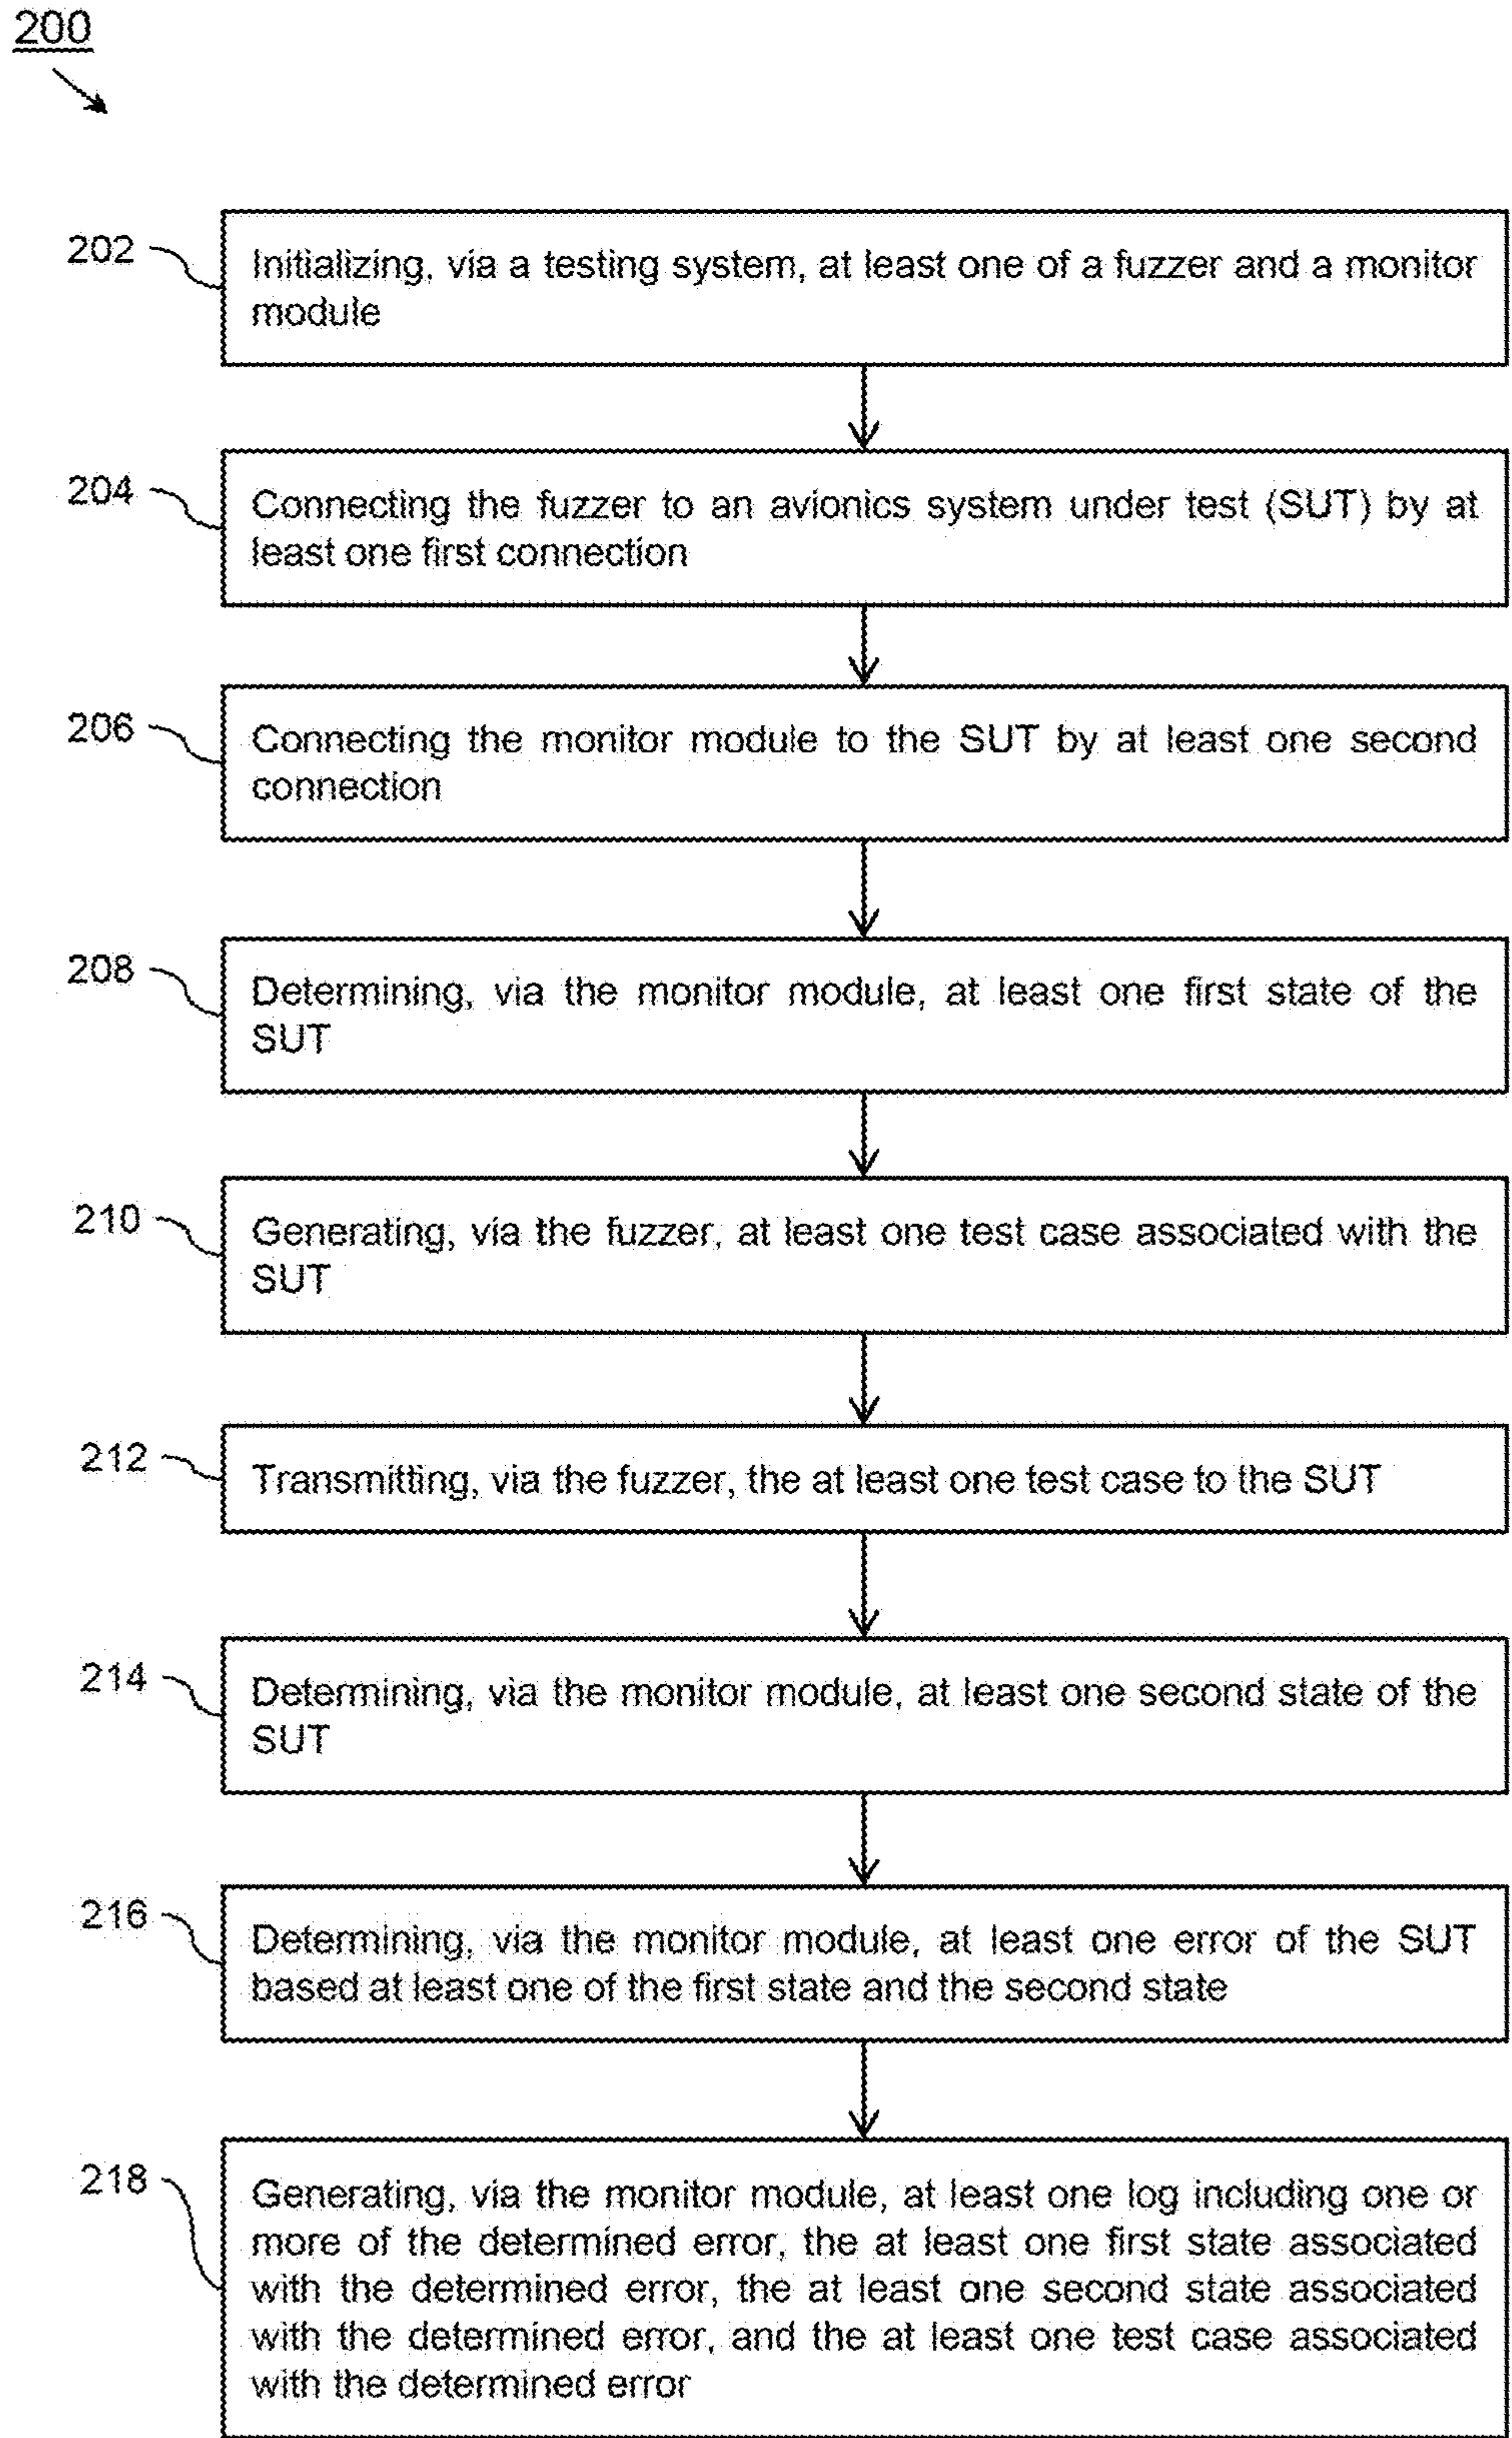 200
202
Initializing, via a testing system, at least one of a fuzzer and a monitor
module
204
Connecting the fuzzer to an avionics system under test (SUT) by at
least one first connection
206
Connecting the monitor module to the SUT by at least one second
connection
208
Determining, via the monitor module, at least one first state of the
SUT
210
Generating, via the fuzzer, at least one test case associated with the
SUT
212
Transmitting, via the fuzzer, the at least one test case to the SUT
214
Determining, via the monitor module, at least one second state of the
SUT
216
Determining, via the monitor module, at least one error of the SUT
based at least one of the first state and the second state
218
Generating, via the monitor module, at least one log including one or
more of the determined error, the at least one first state associated
with the determined error, the at least one second state associated
with the determined error, and the at least one test case associated
with the determined error